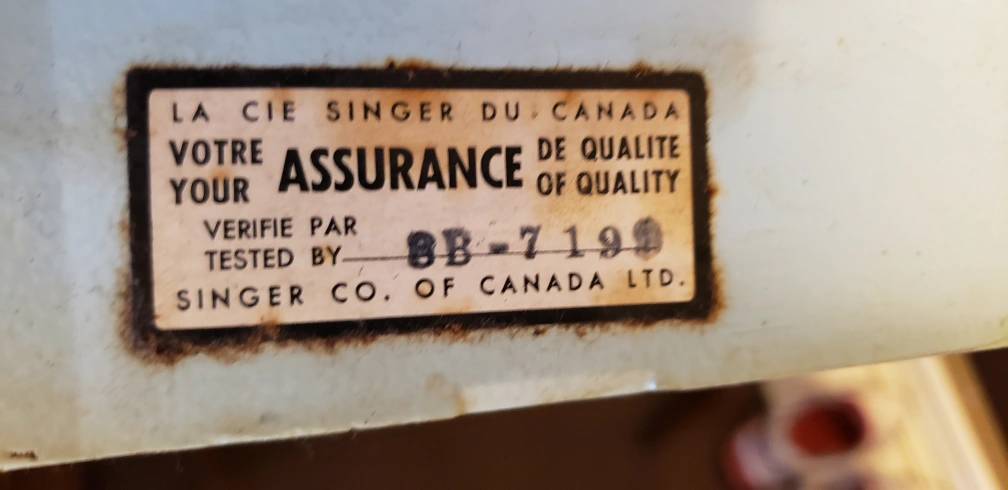 LA CIE SINGER DU CANADA
VOTRE ASSURANCE DE QUALITE
YOUR OF QUALITY
VERIFIE PAR
TESTED BY
SINGER CO. OF CANADA LTD.